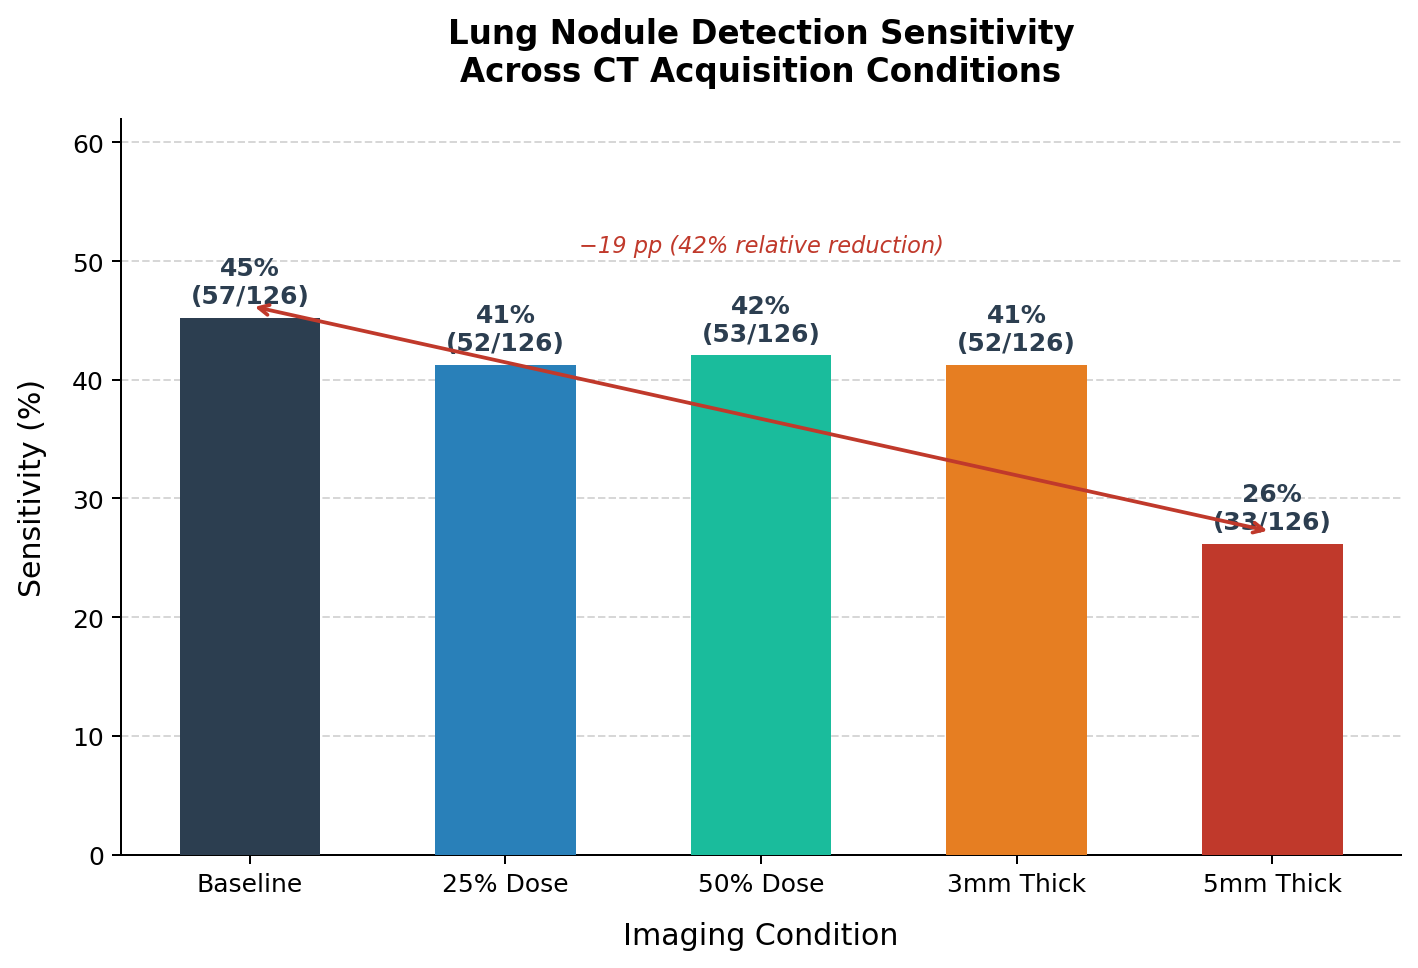 Lung Nodule Detection Sensitivity
Across CT Acquisition Conditions
60
50
40
30
20
10
0
Sensitivity (%)
−19 pp (42% relative reduction)
45%
(57/126)
41%
(52/126)
42%
(53/126)
41%
(52/126)
26%
(33/126)
Baseline
25% Dose
50% Dose
3mm Thick
5mm Thick
Imaging Condition